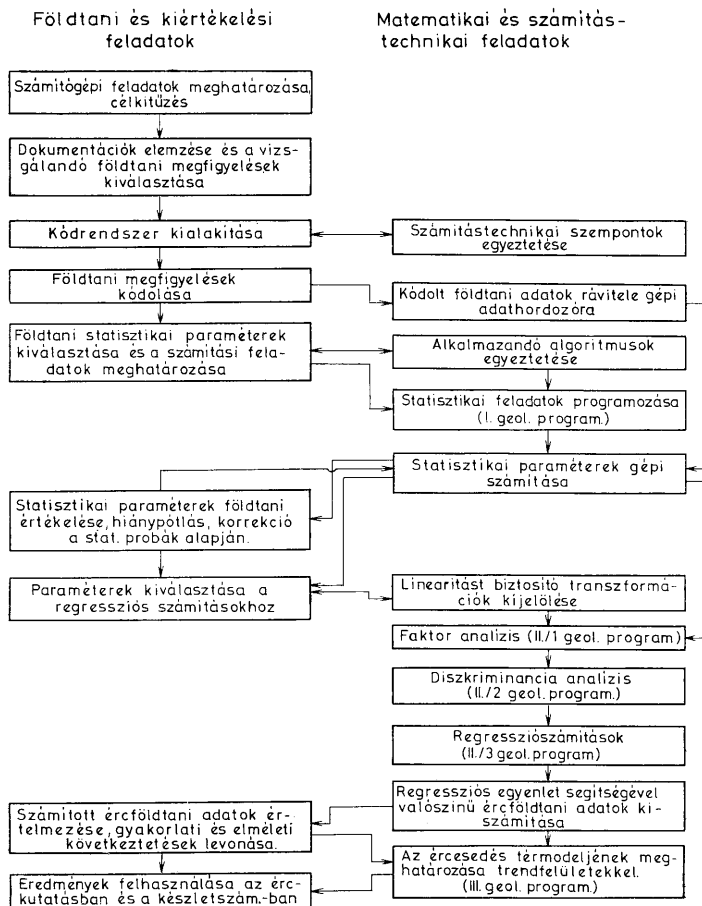 Földtani és kiértékelési
feladatok
Matematikai és számitás-
technikai feladatok
Számitógépi feladatok meghatározása,
célkitűzés
Dokumentációk elemzése és a vizs-
gálandó földtani megfigyelések
kiválasztása
Kódrendszer kialakitása
Számitástechnikai szempontok
egyeztetése
Földtani megfigyelések
kódolása
Kódolt földtani adatok rávitele gépi
adathordozóra
Földtani statisztikai paraméterek
kiválasztása és a számitási fela-
datok meghatározása
Alkalmazandó algoritmusok
egyeztetése
Statisztikai feladatok programozása
(I. geol. program.)
Statisztikai paraméterek gépi
számitása
Statisztikai paraméterek földtani
értékelése, hiánypótlás, korrekció
a stat. probák alapján.
Paraméterek kiválasztása a
regressziós számitásokhoz
Linearitást biztositó transzformá-
ciók kijelölése
Faktor analizis (II./1 geol. program)
Diszkriminancia analizis
(II./2 geol. program.)
Regressziószámitások
(II./3 geol. program)
Regressziós egyenlet segitségével
valószinű ércföldtani adatok ki-
számitása
Számitott ércföldtani adatok ér-
telmezése, gyakorlati és elméleti
következtetések levonása.
Az ércesedés térmodeljének meg-
határozása trendfelületekkel.
(III. geol. program.)
Eredmények felhasználása az érc-
kutatásban és a készletszám.-ban